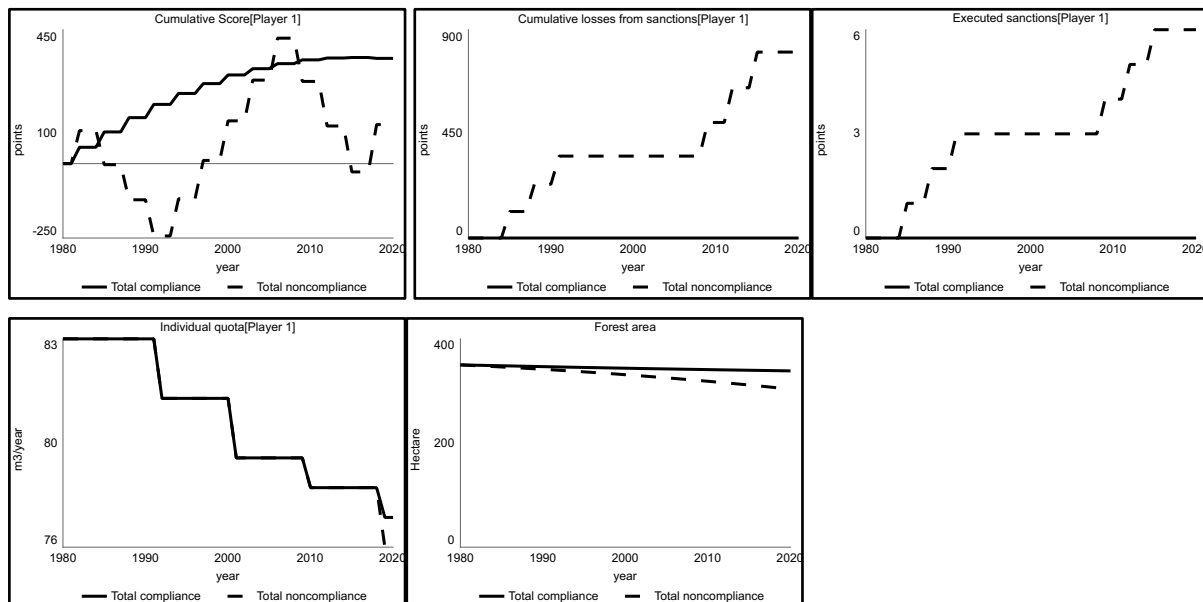 Cumulative Score[Player 1]
450
100
-250
points
1980 1990 2000 2010 2020
year
Total compliance Total noncompliance
Cumulative losses from sanctions[Player 1]
900
450
0
points
1980 1990 2000 2010 2020
year
Total compliance Total noncompliance
Executed sanctions[Player 1]
6
3
0
points
1980 1990 2000 2010 2020
year
Total compliance Total noncompliance
Individual quota[Player 1]
83
80
76
m3/year
1980 1990 2000 2010 2020
year
Total compliance Total noncompliance
Forest area
400
200
0
Hectare
1980 1990 2000 2010 2020
year
Total compliance Total noncompliance